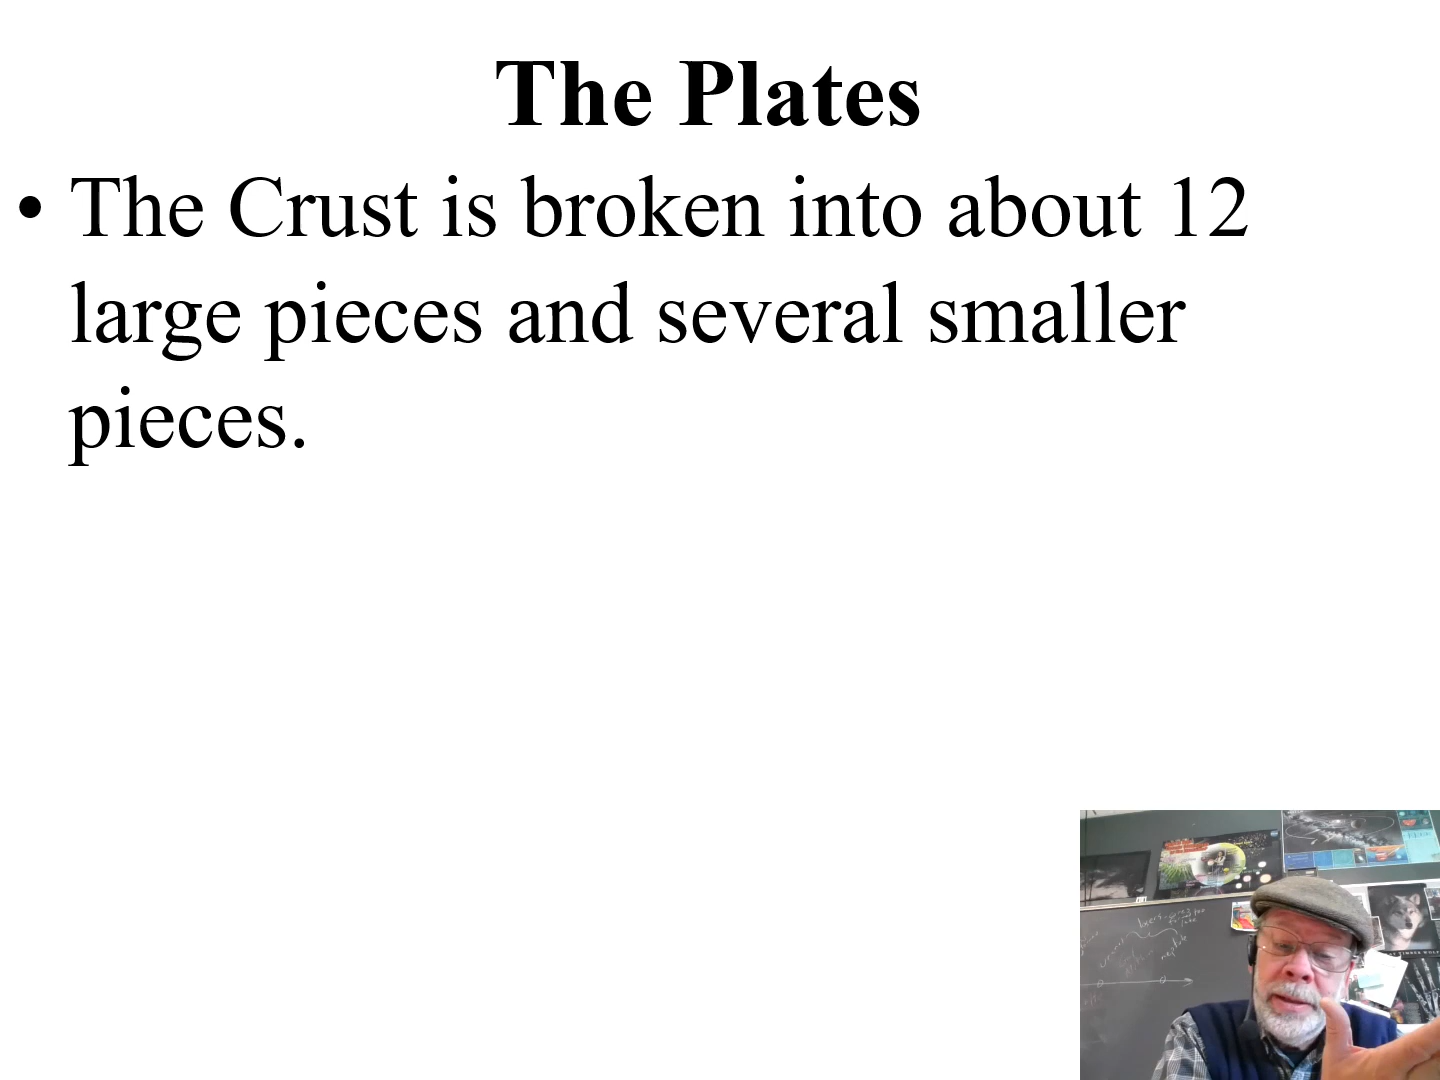 The Plates
• The Crust is broken into about 12
large pieces and several smaller
pieces.